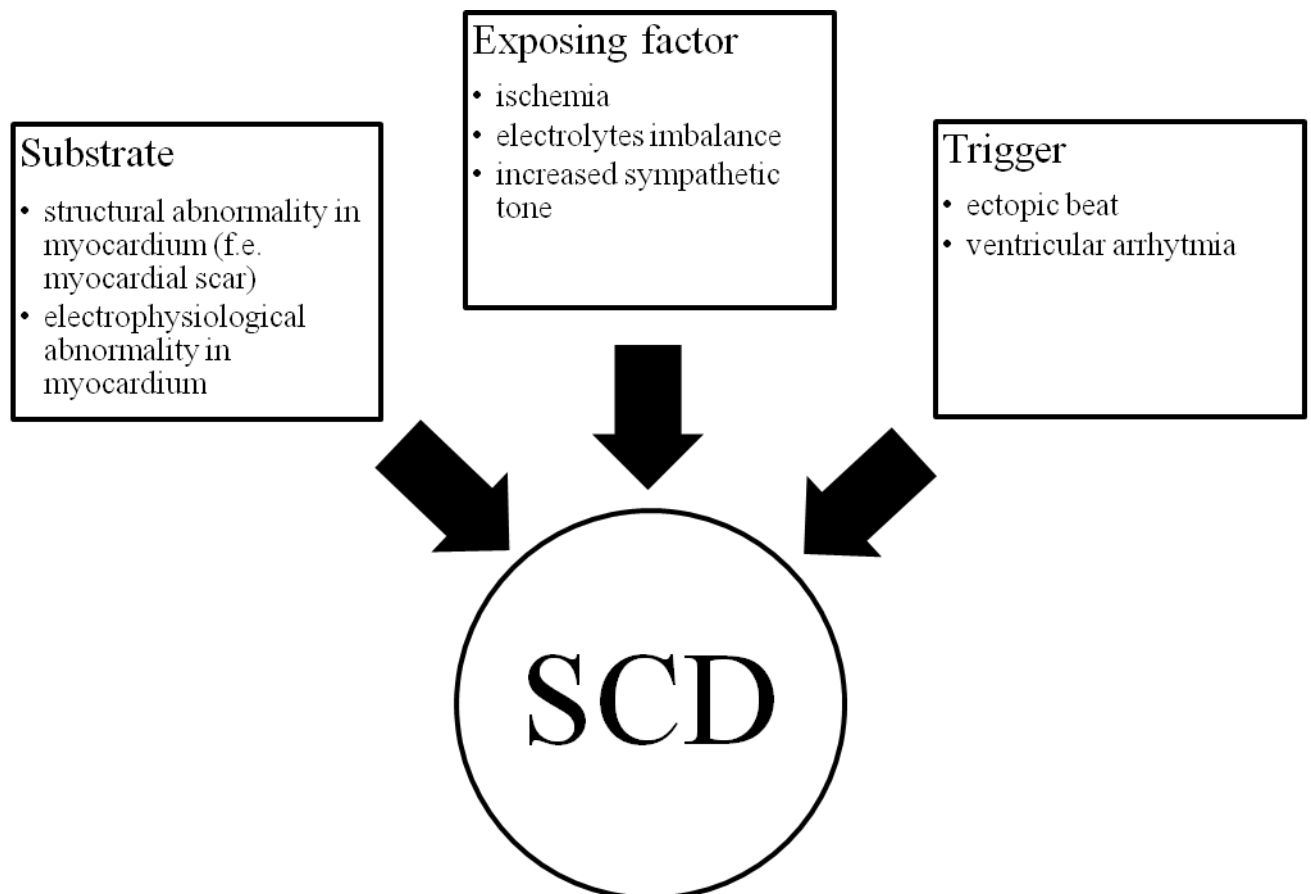 Substrate
• structural abnormality in
myocardium (f.e.
myocardial scar)
• electrophysiological
abnormality in
myocardium
Exposing factor
• ischemia
• electrolytes imbalance
• increased sympathetic
tone
Trigger
• ectopic beat
• ventricular arrhytmia
SCD